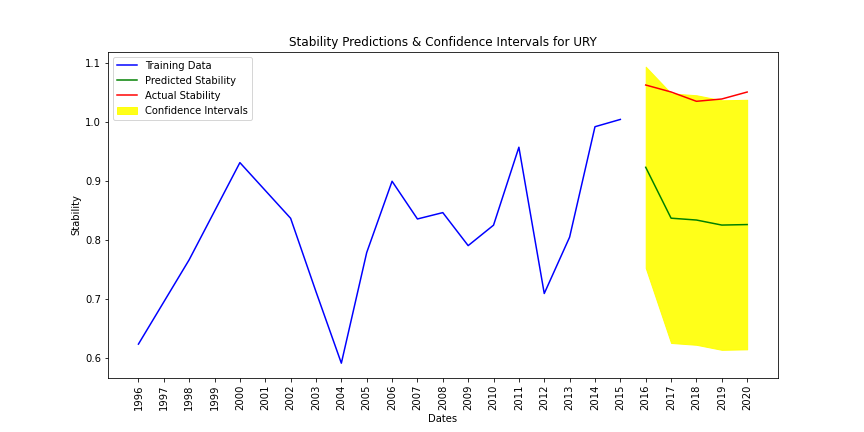 Stability Predictions & Confidence Intervals for URY
Training Data
Predicted Stability
Actual Stability
Confidence Intervals
Stability
1.1
1.0
0.9
0.8
0.7
0.6
1996 1997 1998 1999 2000 2001 2002 2003 2004 2005 2006 2007 2008 2009 2010 2011 2012 2013 2014 2015 2016 2017 2018 2019 2020
Dates